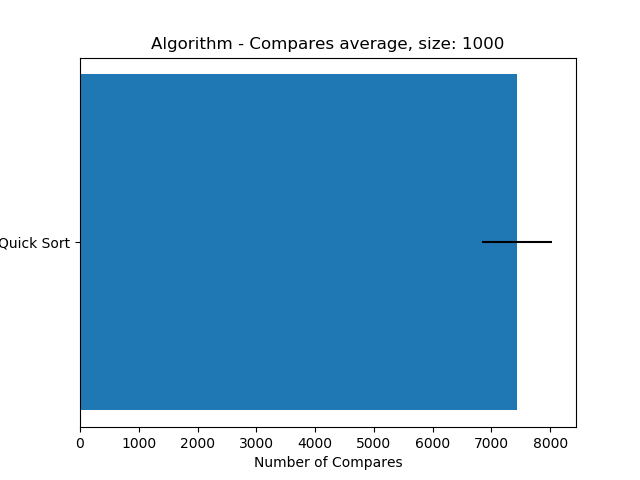 Algorithm - Compares average, size: 1000
Quick Sort
0 1000 2000 3000 4000 5000 6000 7000 8000
Number of Compares